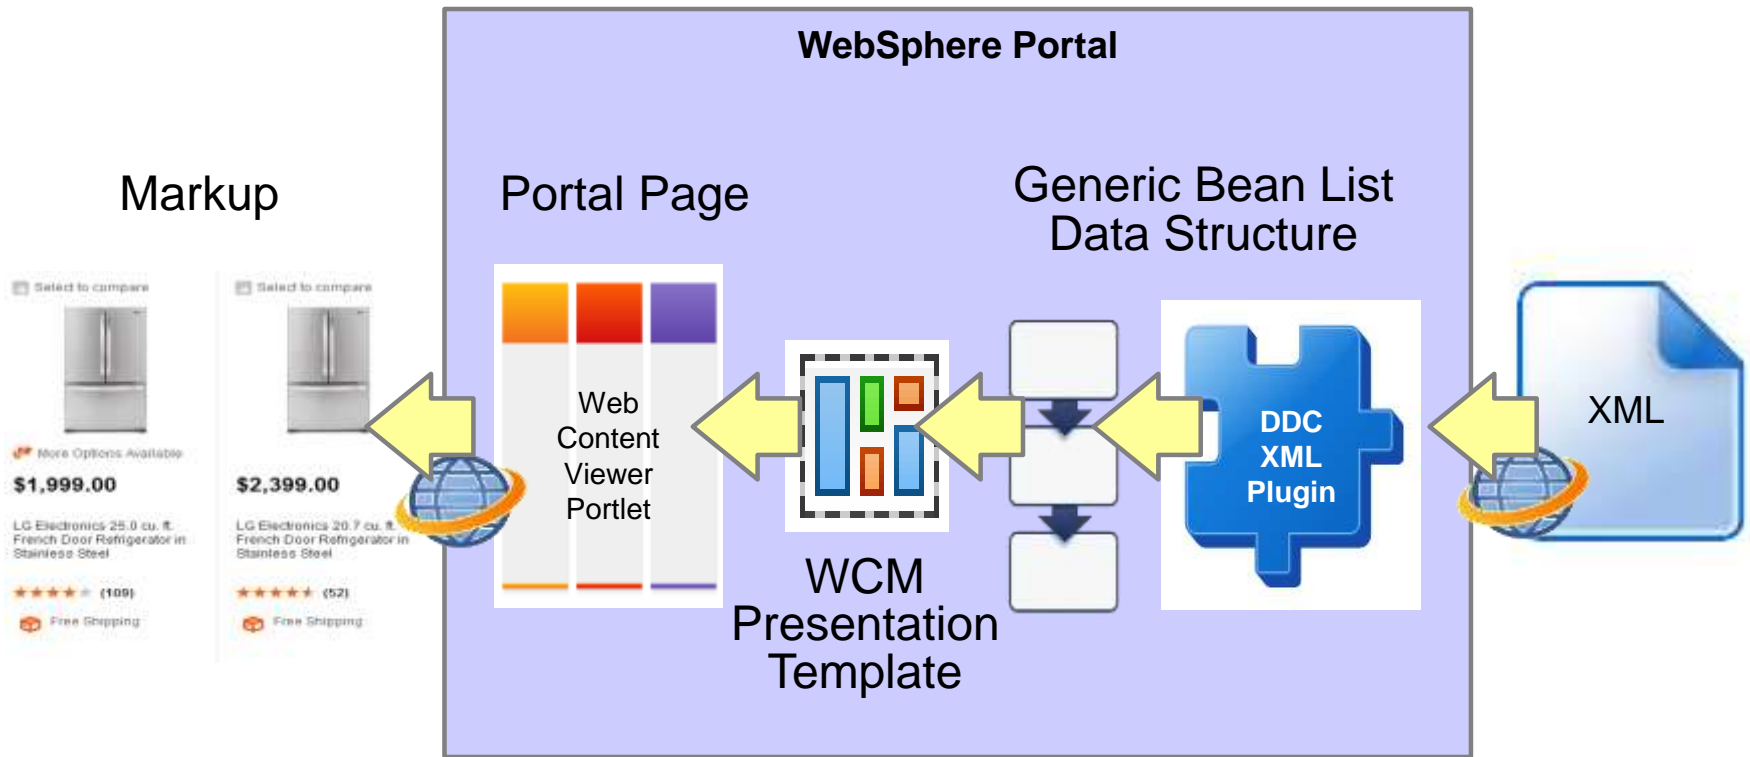 WebSphere Portal
Markup
Portal Page
Generic Bean List
Data Structure
Select to compare
Select to compare
More Options Available
$1,999.00
$2,399.00
LG Electronics 25.0 cu. ft.
French Door Refrigerator in
Stainless Steel
LG Electronics 20.7 cu. ft.
French Door Refrigerator in
Stainless Steel
(109)
(52)
Free Shipping
Free Shipping
Web
Content
Viewer
Portlet
WCM
Presentation
Template
DDC
XML
Plugin
XML